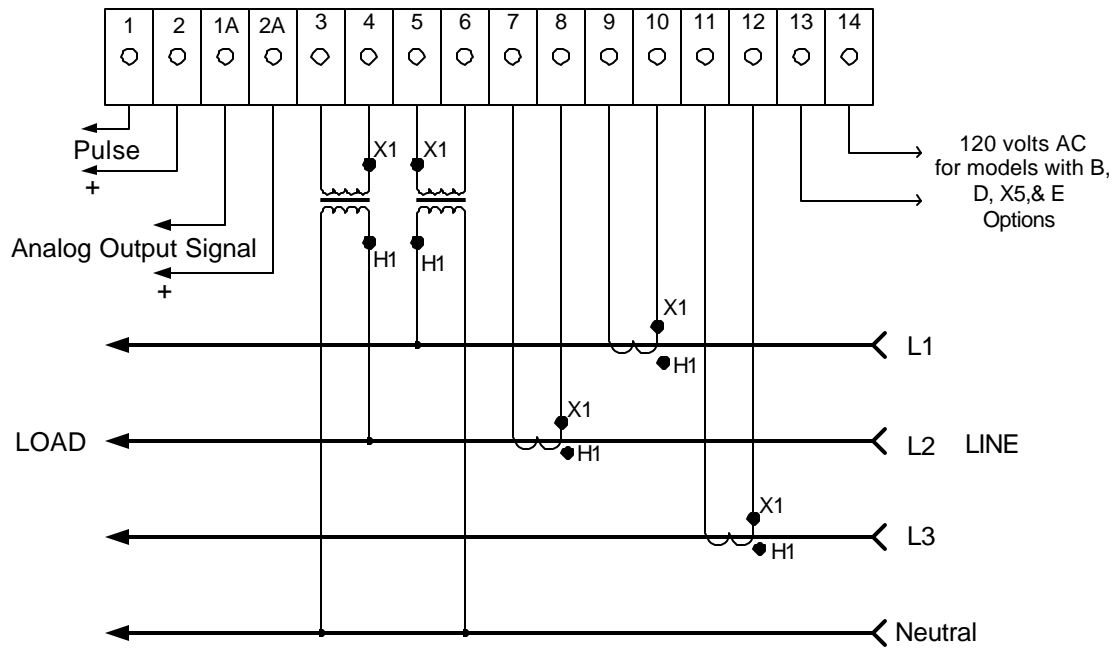 1 2 1A 2A 3 4 5 6 7 8 9 10 11 12 13 14
Pulse
+
Analog Output Signal
+
X1 X1
H1 H1
120 volts AC
for models with B,
D, X5,& E
Options
X1
H1
L1
X1
H1
LOAD
L2 LINE
X1
H1
L3
Neutral